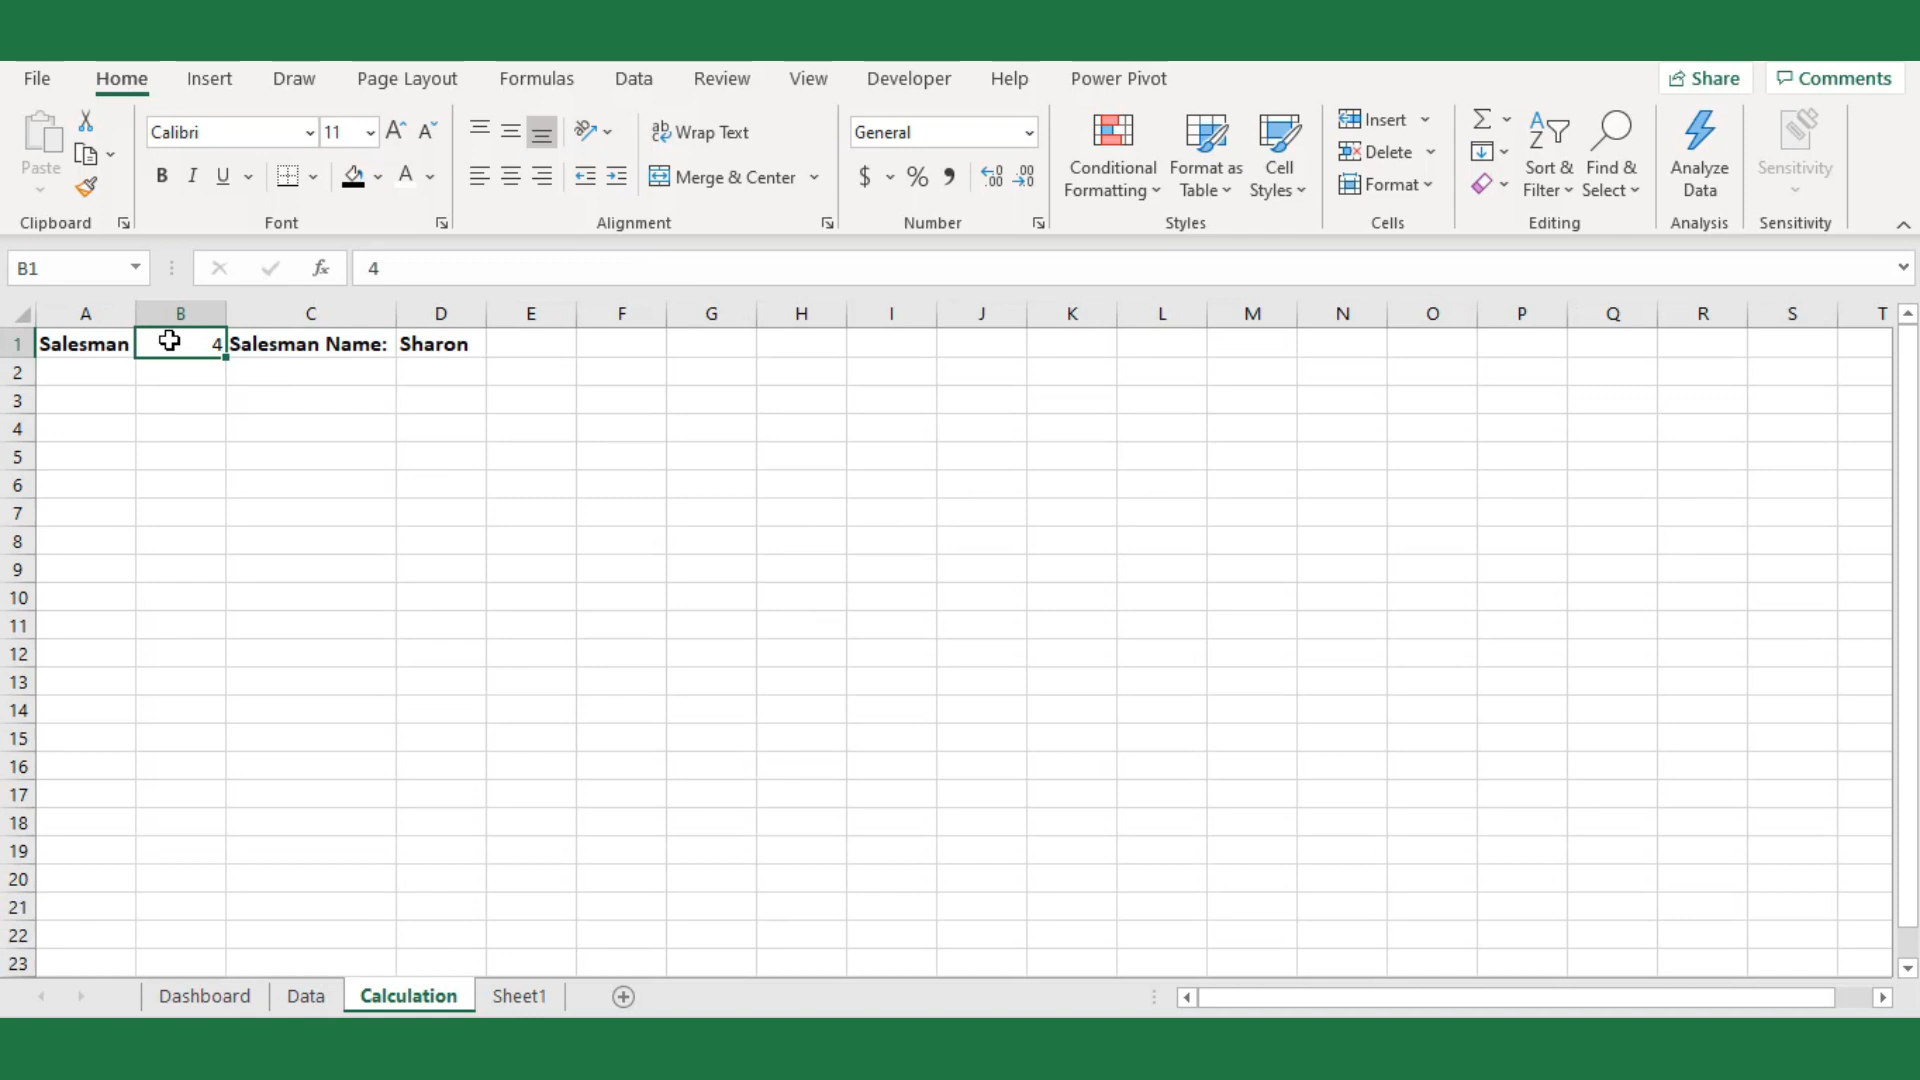 File Home Insert Draw Page Layout Formulas Data Review View Developer Help Power Pivot Share Comments
Paste
Calibri 11
B I U A
ab Wrap Text
Merge & Center
General
$ % 9
Conditional Formatting
Format as Table
Cell Styles
Insert
Delete
Format
Sort & Filter
Find & Select
Analyze Data
Sensitivity
Clipboard Font Alignment Number Styles Cells Editing Analysis Sensitivity
B1 fx 4
A B C D E F G H I J K L M N O P Q R S T
1 Salesman 4 Salesman Name: Sharon
2
3
4
5
6
7
8
9
10
11
12
13
14
15
16
17
18
19
20
21
22
23
Dashboard Data Calculation Sheet1